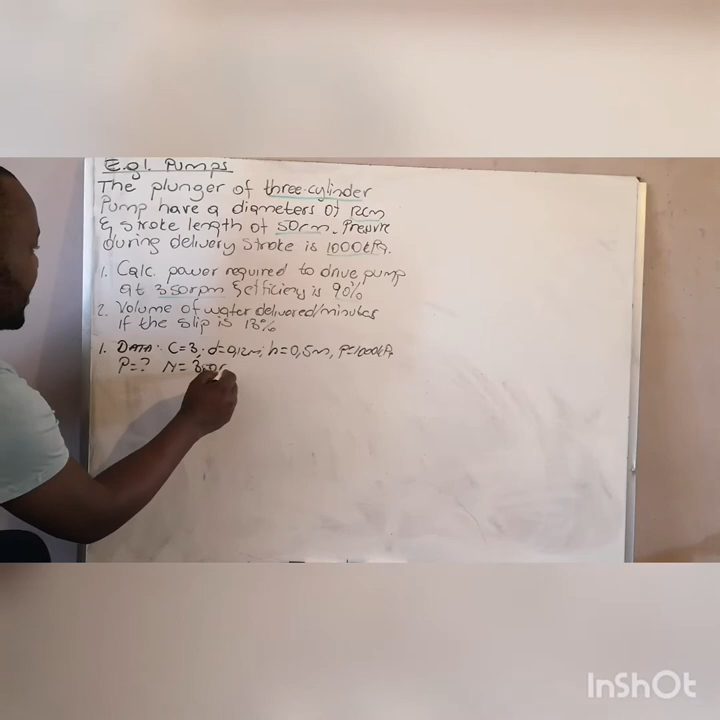 E.g1. Pumps
The plunger of three-cylinder
Pump have a diameters of 12cm
& stroke length of 50cm. Pressure
during delivery stroke is 1000kPa.
1. Calc. power required to drive pump
at 350rpm & efficiery is 90%
2. Volume of water delivered/minutes
If the slip is 13%
1. DATA:. C=3; d=0,12m; h=0,5m, P=1000kPa
P=? N=
InShOt